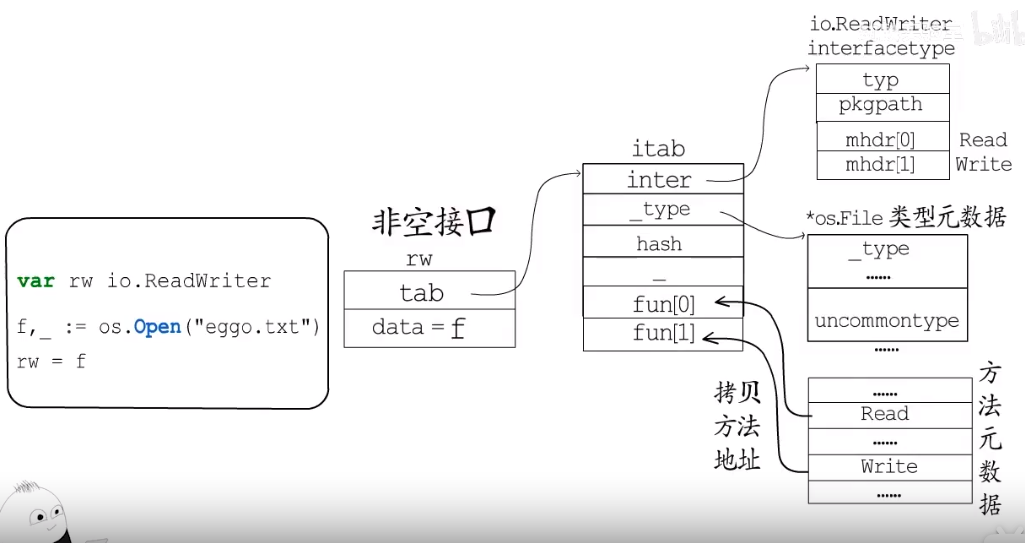 var rw io.ReadWriter
f,_ := os.Open("eggo.txt")
rw = f
非空接口
rw
tab
data = f
itab
inter
_type
hash
_
fun[0]
fun[1]
拷贝
方法
地址
io.ReadWriter
interfacetype
typ
pkgpath
mhdr[0] Read
mhdr[1] Write
*os.File 类型元数据
_type
......
uncommontype
......
......
Read
......
Write
......
方法元数据